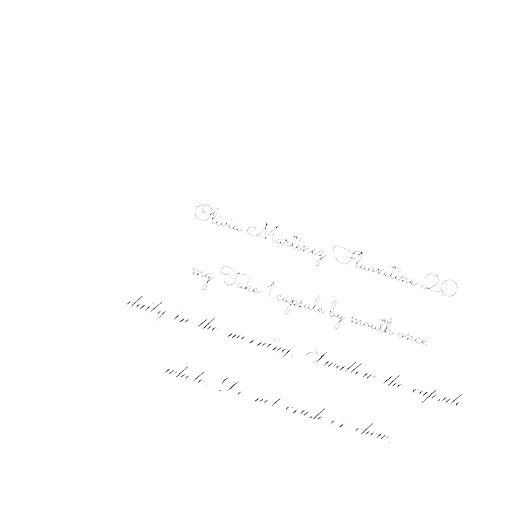 Olivia Martinez Fluoxetine 20
mg Take 1 capsule by mouth once
daily in the morning. Swallow the capsule
whole. Do not crush or chew.